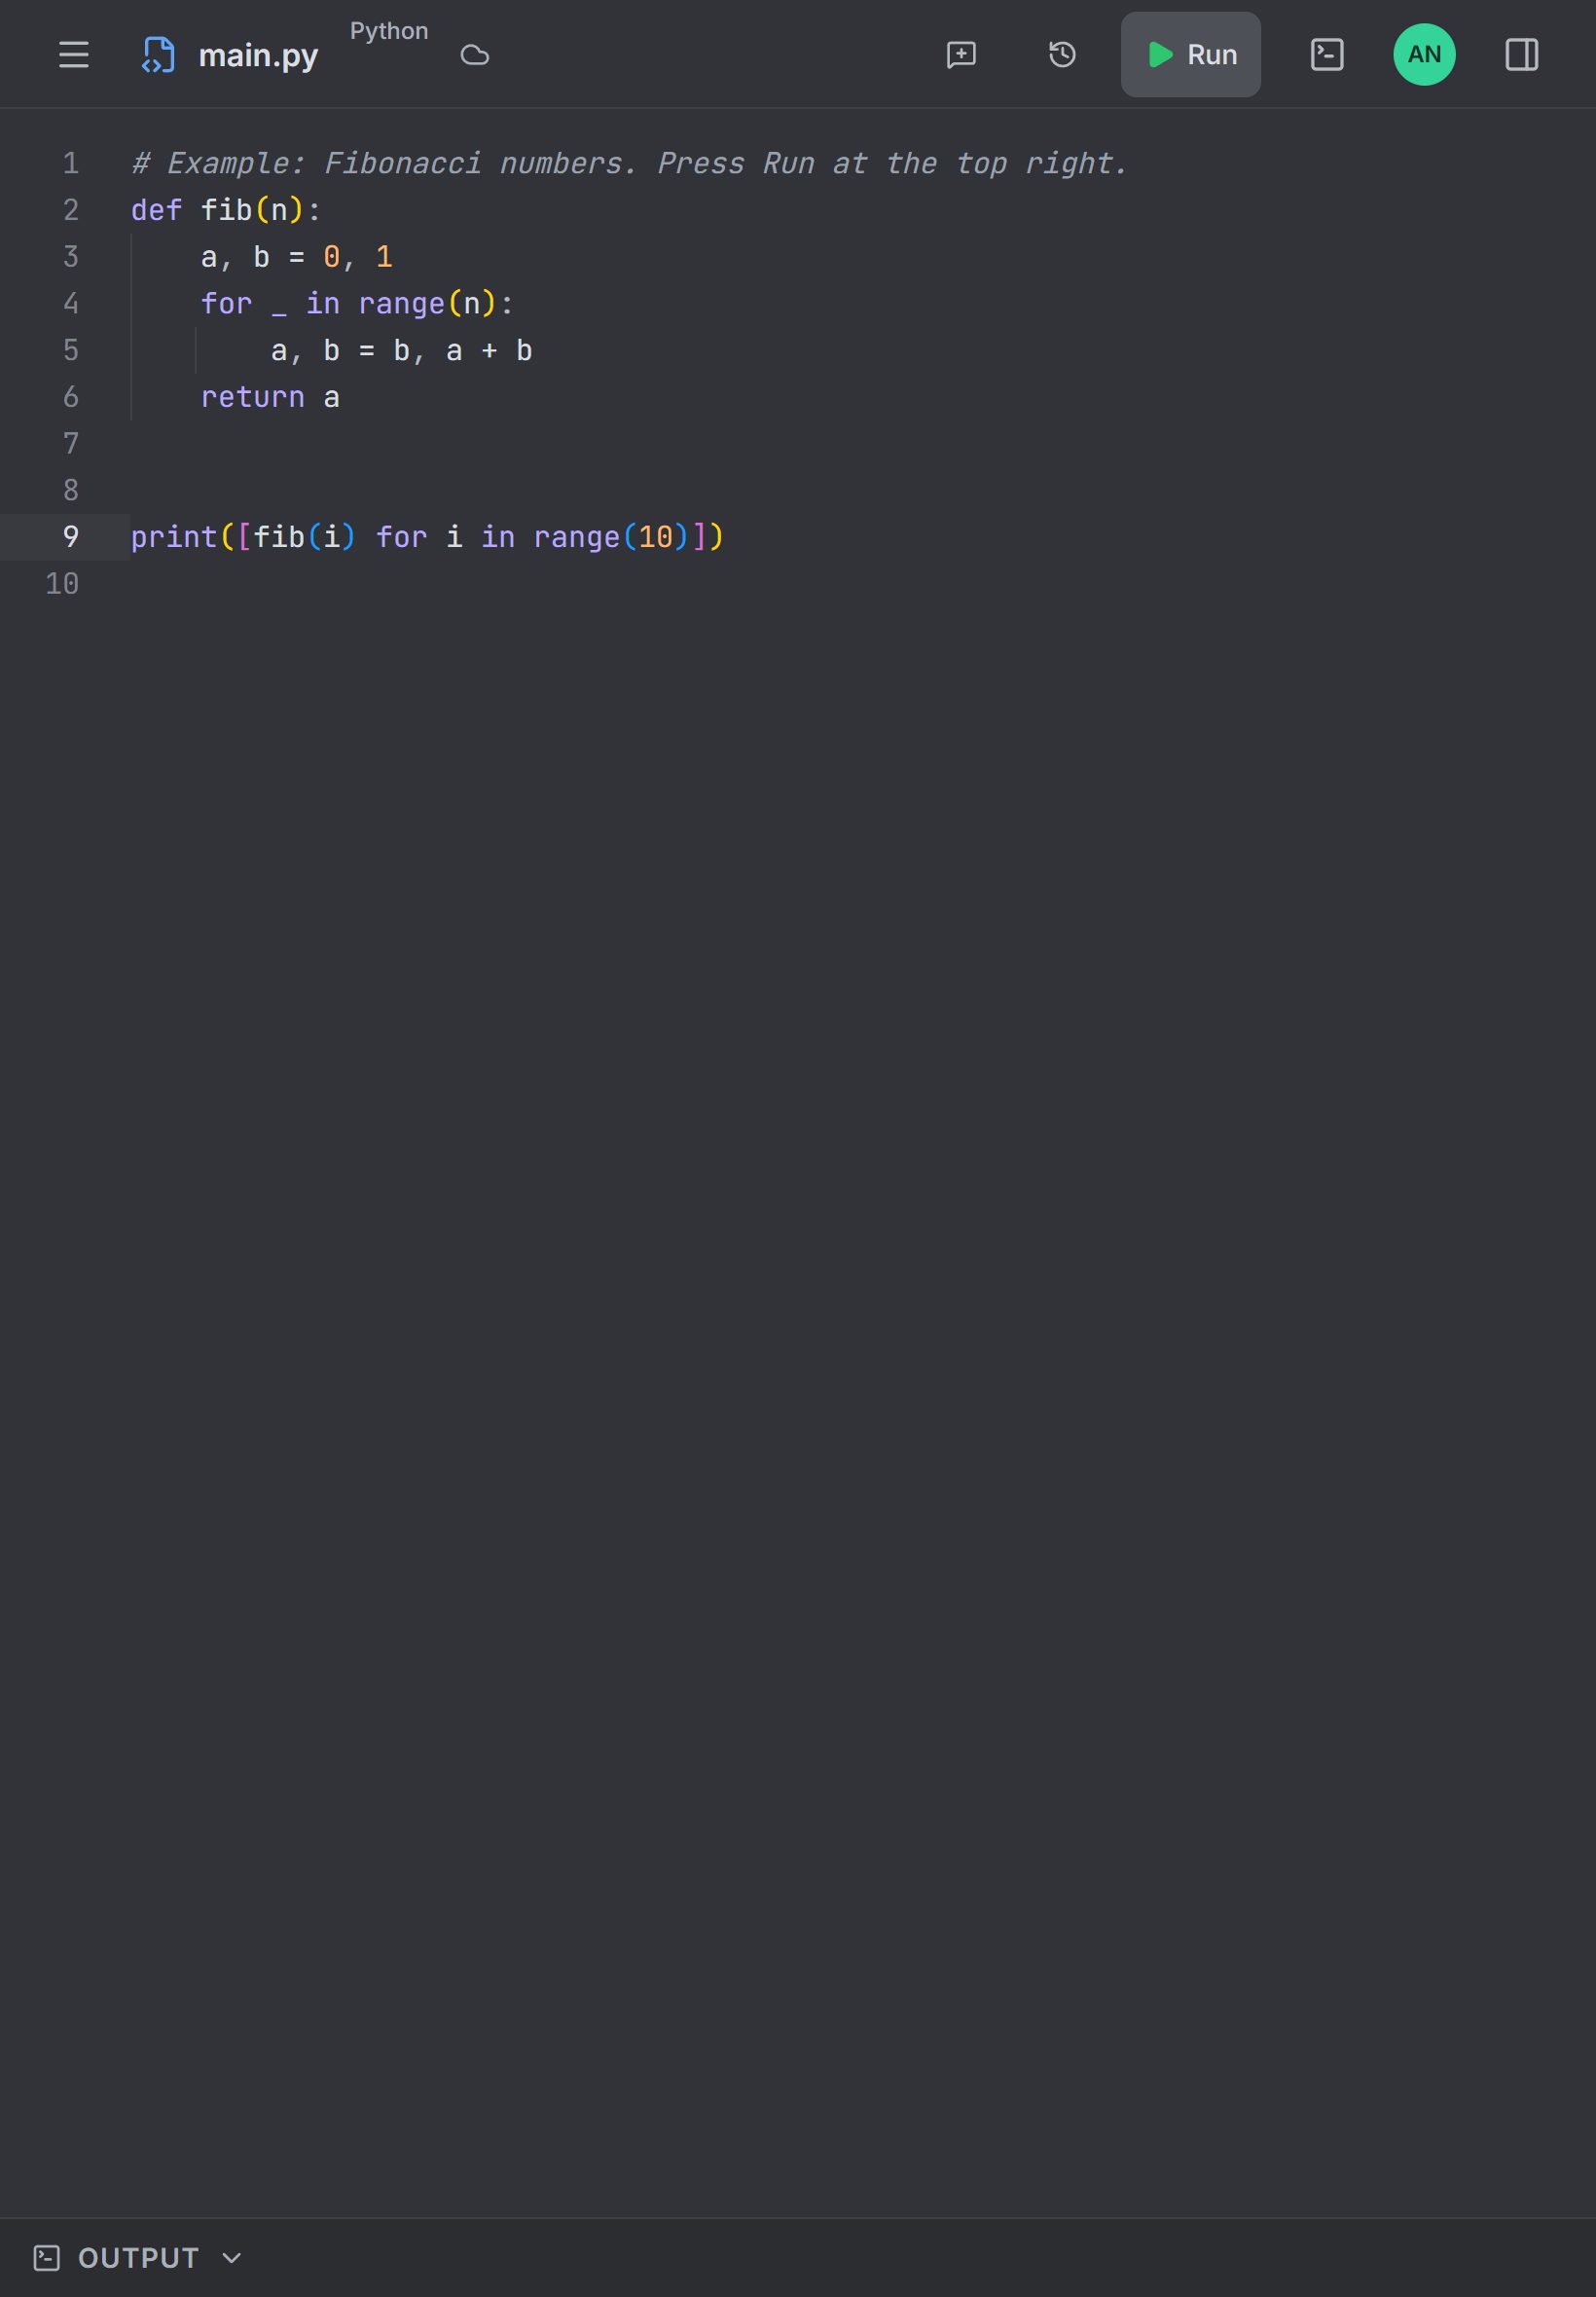 main.py Python Run AN
1 # Example: Fibonacci numbers. Press Run at the top right.
2 def fib(n):
3     a, b = 0, 1
4     for _ in range(n):
5         a, b = b, a + b
6     return a
7
8
9 print([fib(i) for i in range(10)])
10
OUTPUT